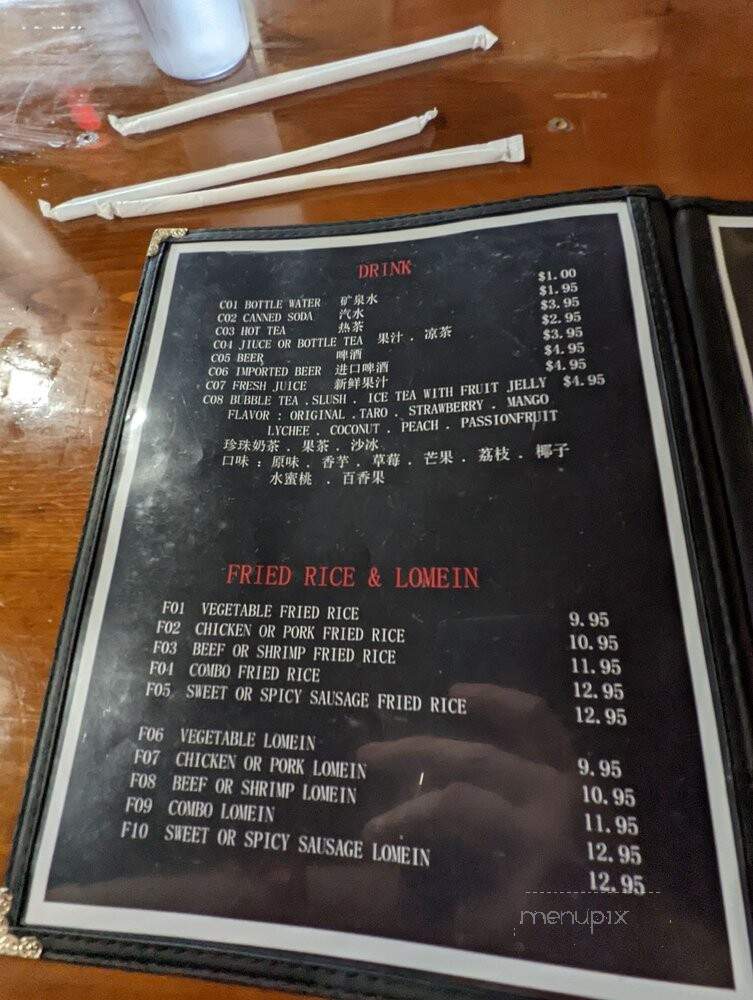 DRINK
C01 BOTTLE WATER 矿泉水 $1.00
C02 CANNED SODA 汽水 $1.95
C03 HOT TEA 热茶 $3.95
C04 JIUCE OR BOTTLE TEA 果汁 . 凉茶 $2.95
C05 BEER 啤酒 $3.95
C06 IMPORTED BEER 进口啤酒 $4.95
C07 FRESH JUICE 新鲜果汁 $4.95
C08 BUBBLE TEA .SLUSH . ICE TEA WITH FRUIT JELLY $4.95
FLAVOR : ORIGINAL .TARO . STRAWBERRY . MANGO
LYCHEE . COCONUT . PEACH . PASSIONFRUIT
珍珠奶茶 . 果茶 . 沙冰
口味 : 原味 . 香芋 . 草莓 . 芒果 . 荔枝 . 椰子
水蜜桃 . 百香果
FRIED RICE & LOMEIN
F01 VEGETABLE FRIED RICE 9.95
F02 CHICKEN OR PORK FRIED RICE 10.95
F03 BEEF OR SHRIMP FRIED RICE 11.95
F04 COMBO FRIED RICE 12.95
F05 SWEET OR SPICY SAUSAGE FRIED RICE 12.95
F06 VEGETABLE LOMEIN 9.95
F07 CHICKEN OR PORK LOMEIN 10.95
F08 BEEF OR SHRIMP LOMEIN 11.95
F09 COMBO LOMEIN 12.95
F10 SWEET OR SPICY SAUSAGE LOMEIN 12.95
menupix